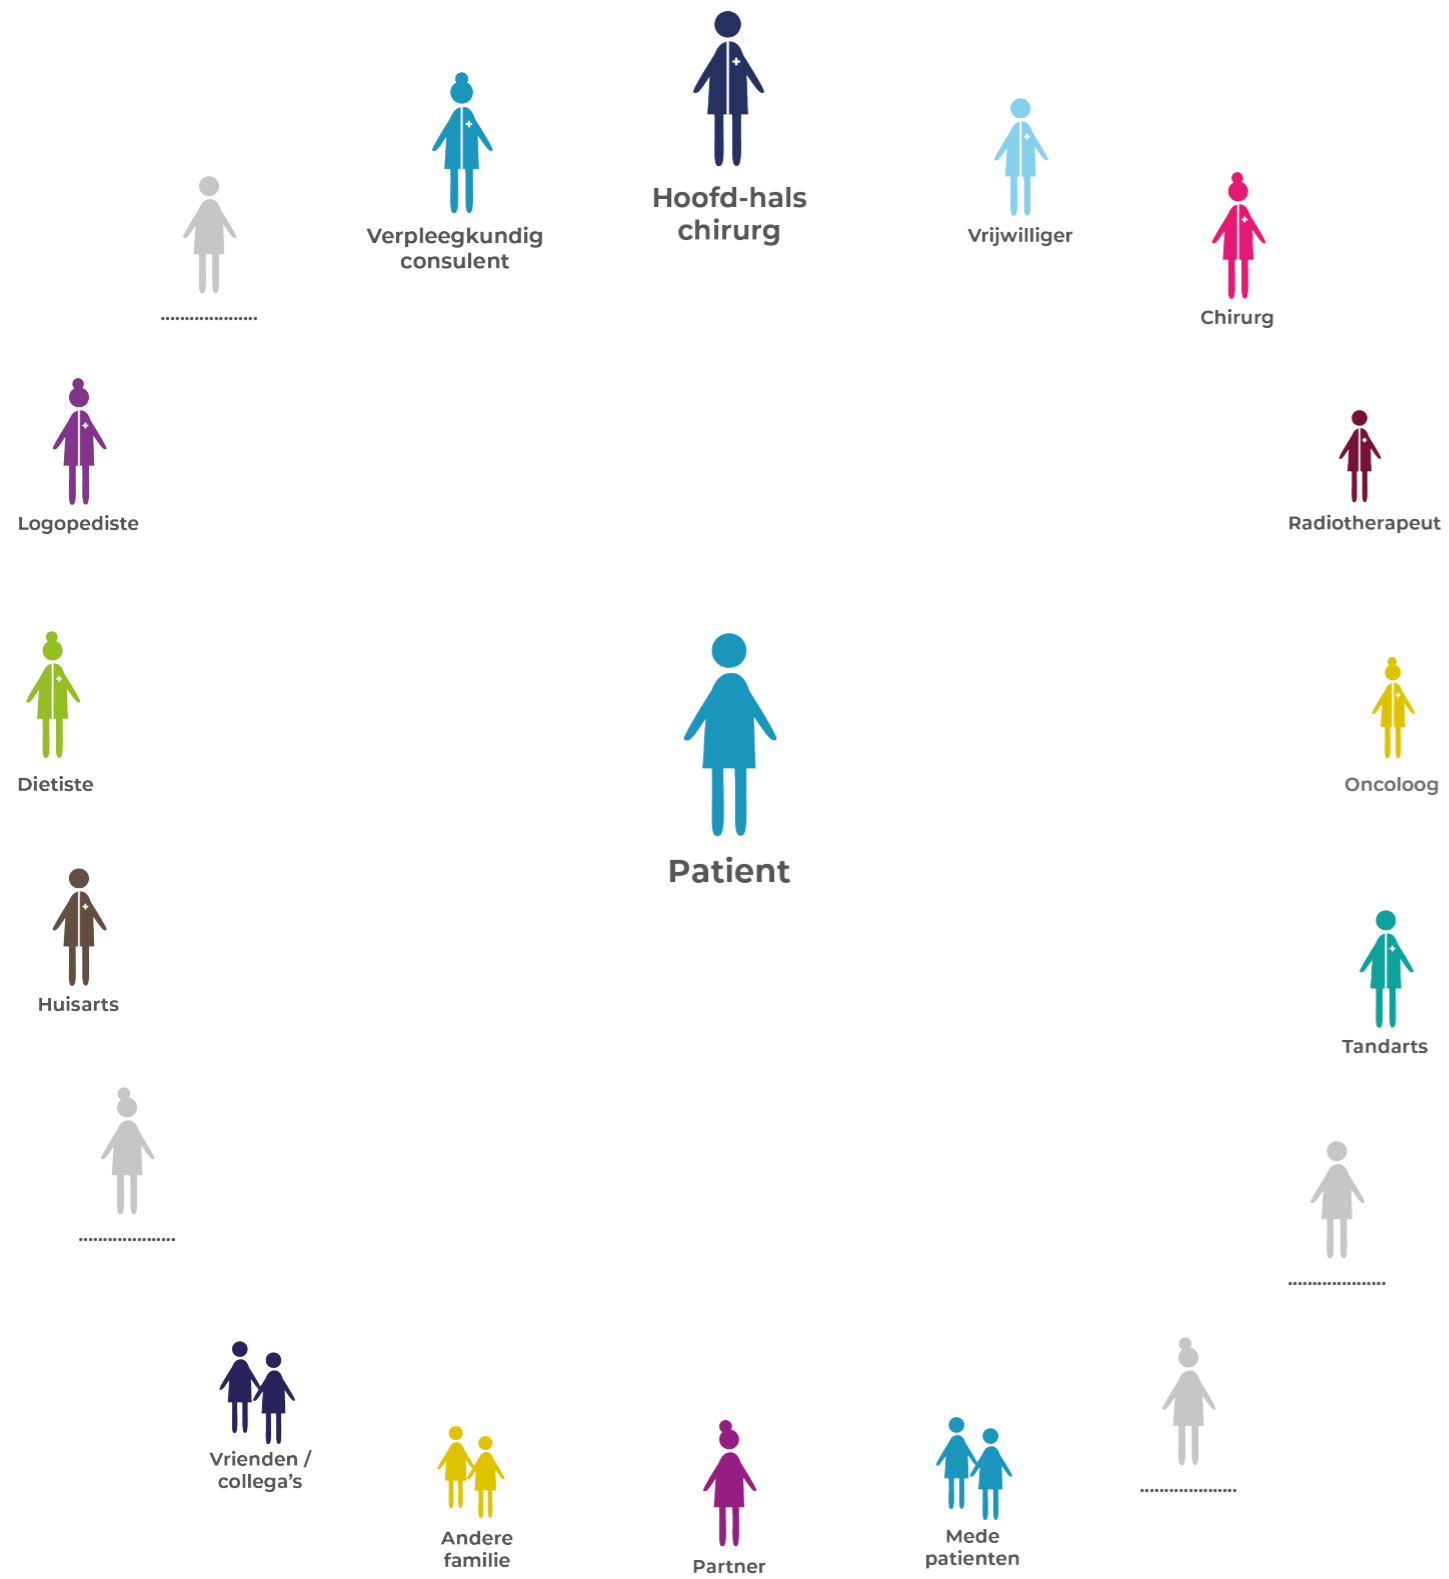 Hoofd-hals
chirurg
Verpleegkundig
consulent
Vrijwilliger
Chirurg
....................
Logopediste
Radiotherapeut
Dietiste
Oncoloog
Patient
Huisarts
Tandarts
....................
....................
Vrienden /
collega’s
....................
Andere
familie
Partner
Mede
patienten